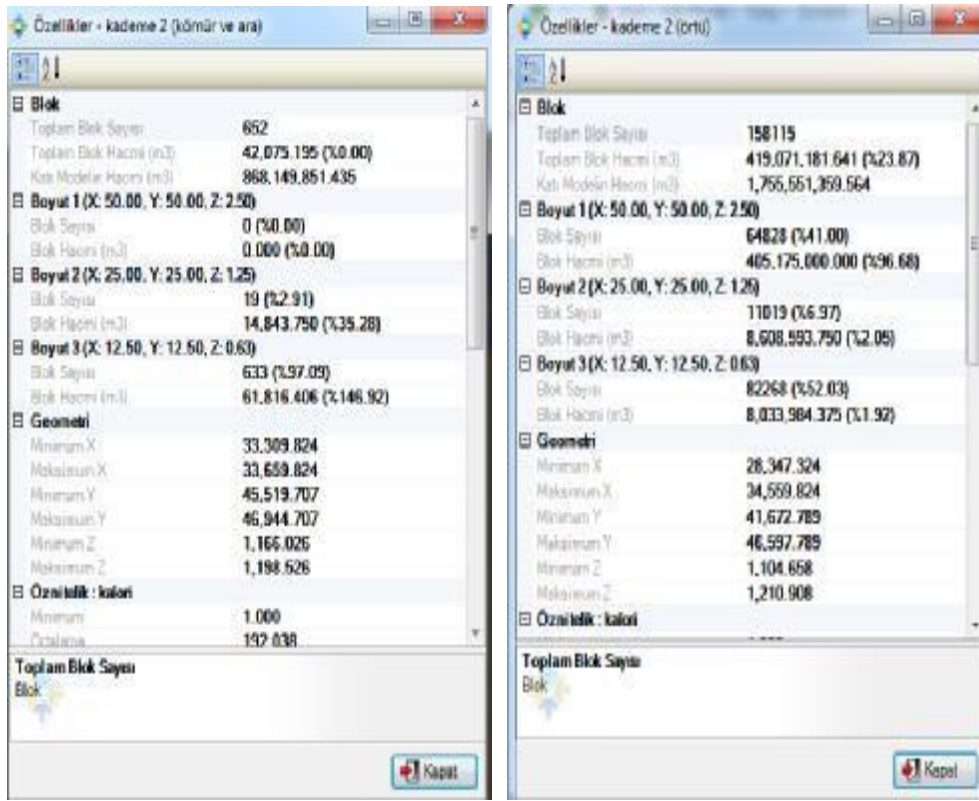 Özellikler - kademe 2 (kömür ve ara)
Blok
Toplam Blok Sayısı 652
Toplam Blok Hacmi (m3) 42,075.195 (%0.00)
Katı Modelin Hacmi (m3) 868,149,851.435
Boyut 1 (X: 50.00, Y: 50.00, Z: 2.50)
Blok Sayısı 0 (%0.00)
Blok Hacmi (m3) 0.000 (%0.00)
Boyut 2 (X: 25.00, Y: 25.00, Z: 1.25)
Blok Sayısı 19 (%2.91)
Blok Hacmi (m3) 14,843.750 (%35.28)
Boyut 3 (X: 12.50, Y: 12.50, Z: 0.63)
Blok Sayısı 633 (%97.09)
Blok Hacmi (m3) 61,816.406 (%146.92)
Geometri
Minimum X 33,309.824
Maksimum X 33,659.824
Minimum Y 45,519.707
Maksimum Y 46,944.707
Minimum Z 1,166.026
Maksimum Z 1,198.526
Öznitelik : kalori
Minimum 1.000
Ortalama 192.038
Toplam Blok Sayısı
Blok
Kapat
Özellikler - kademe 2 (örtü)
Blok
Toplam Blok Sayısı 158115
Toplam Blok Hacmi (m3) 419,071,181.641 (%23.87)
Katı Modelin Hacmi (m3) 1,755,551,359.564
Boyut 1 (X: 50.00, Y: 50.00, Z: 2.50)
Blok Sayısı 64828 (%41.00)
Blok Hacmi (m3) 405,175,000.000 (%96.68)
Boyut 2 (X: 25.00, Y: 25.00, Z: 1.25)
Blok Sayısı 11019 (%6.97)
Blok Hacmi (m3) 8,608,593.750 (%2.05)
Boyut 3 (X: 12.50, Y: 12.50, Z: 0.63)
Blok Sayısı 82268 (%52.03)
Blok Hacmi (m3) 8,033,984.375 (%1.92)
Geometri
Minimum X 28,347.324
Maksimum X 34,559.824
Minimum Y 41,672.789
Maksimum Y 46,597.789
Minimum Z 1,104.658
Maksimum Z 1,210.908
Öznitelik : kalori
Toplam Blok Sayısı
Blok
Kapat